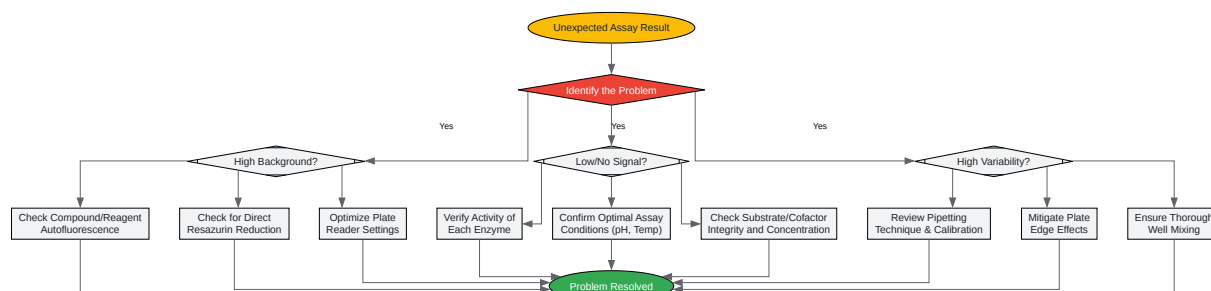 Unexpected Assay Result
Identify the Problem
Yes
Yes
Yes
High Background?
Low/No Signal?
High Variability?
Check Compound/Reagent
Autofluorescence
Check for Direct
Resazurin Reduction
Optimize Plate
Reader Settings
Verify Activity of
Each Enzyme
Confirm Optimal Assay
Conditions (pH, Temp)
Check Substrate/Cofactor
Integrity and Concentration
Review Pipetting
Technique & Calibration
Mitigate Plate
Edge Effects
Ensure Thorough
Well Mixing
Problem Resolved